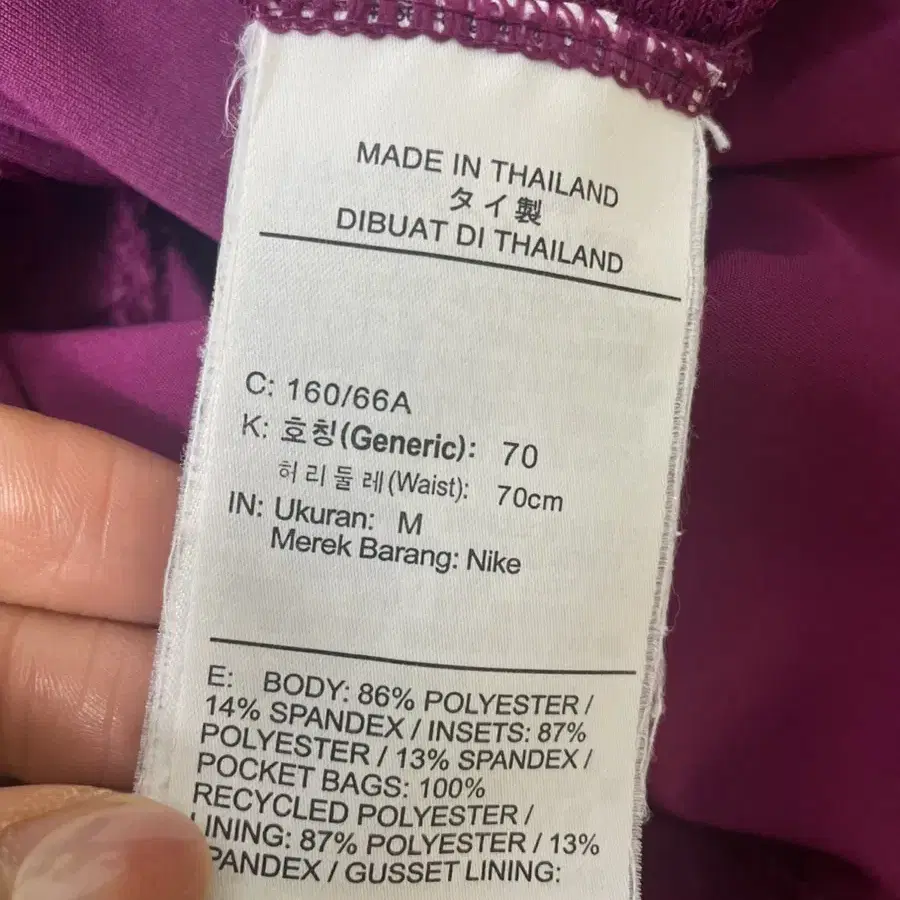 MADE IN THAILAND
タイ製
DIBUAT DI THAILAND
C: 160/66A
K: 호칭(Generic): 70
허리둘레(Waist): 70cm
IN: Ukuran: M
Merek Barang: Nike
E: BODY: 86% POLYESTER /
14% SPANDEX / INSETS: 87%
POLYESTER / 13% SPANDEX /
POCKET BAGS: 100%
RECYCLED POLYESTER /
LINING: 87% POLYESTER / 13%
SPANDEX / GUSSET LINING: